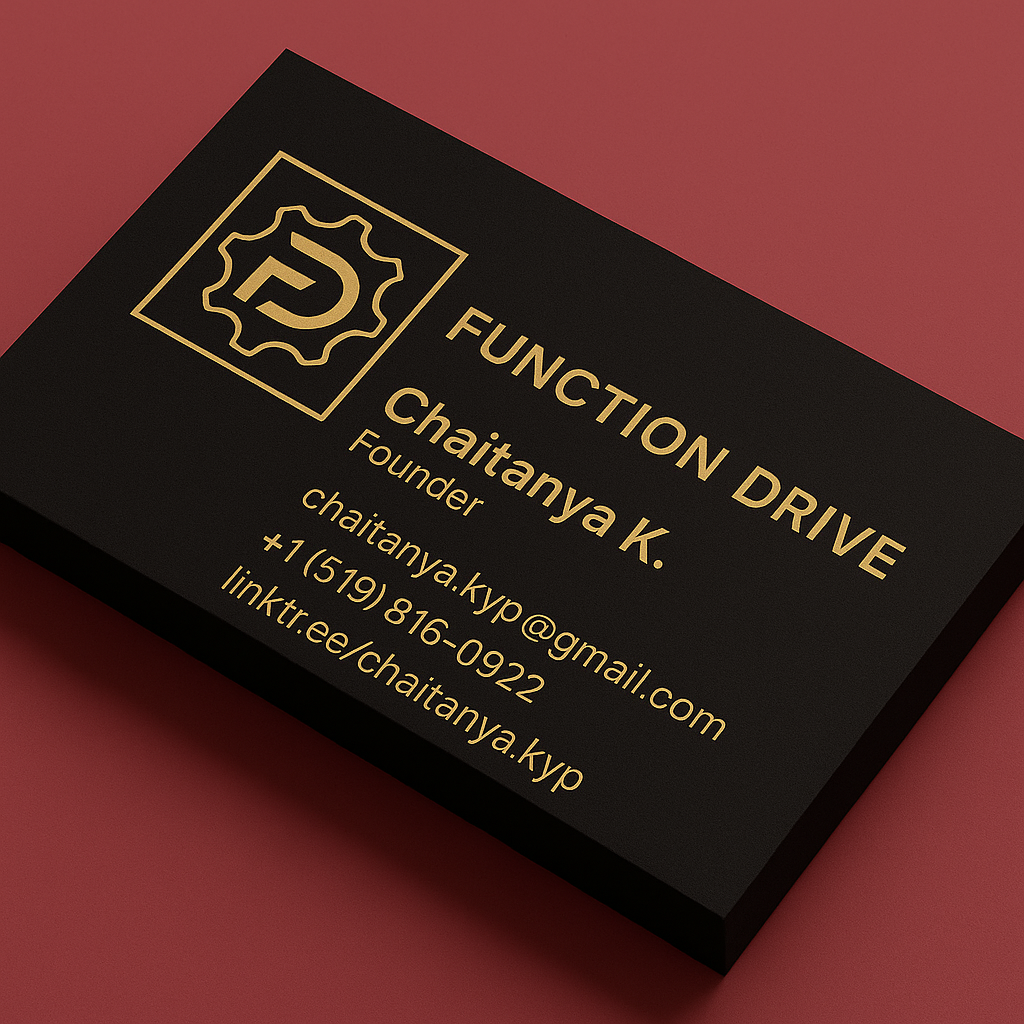 FUNCTION DRIVE
Chaitanya K.
Founder
chaitanya.kyp@gmail.com
+1 (519) 816-0922
linktr.ee/chaitanya.kyp